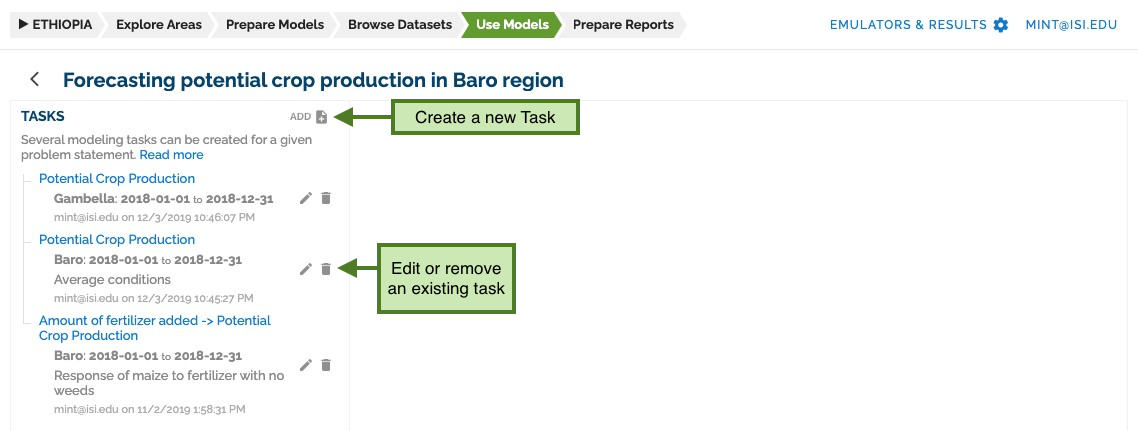 ETHIOPIA Explore Areas Prepare Models Browse Datasets Use Models Prepare Reports EMULATORS & RESULTS MINT@ISI.EDU
Forecasting potential crop production in Baro region
TASKS ADD
Create a new Task
Several modeling tasks can be created for a given
problem statement. Read more
Potential Crop Production
Gambella: 2018-01-01 to 2018-12-31
mint@isi.edu on 12/3/2019 10:46:07 PM
Potential Crop Production
Baro: 2018-01-01 to 2018-12-31
Average conditions
mint@isi.edu on 12/3/2019 10:45:27 PM
Edit or remove
an existing task
Amount of fertilizer added -> Potential
Crop Production
Baro: 2018-01-01 to 2018-12-31
Response of maize to fertilizer with no
weeds
mint@isi.edu on 11/2/2019 1:58:31 PM